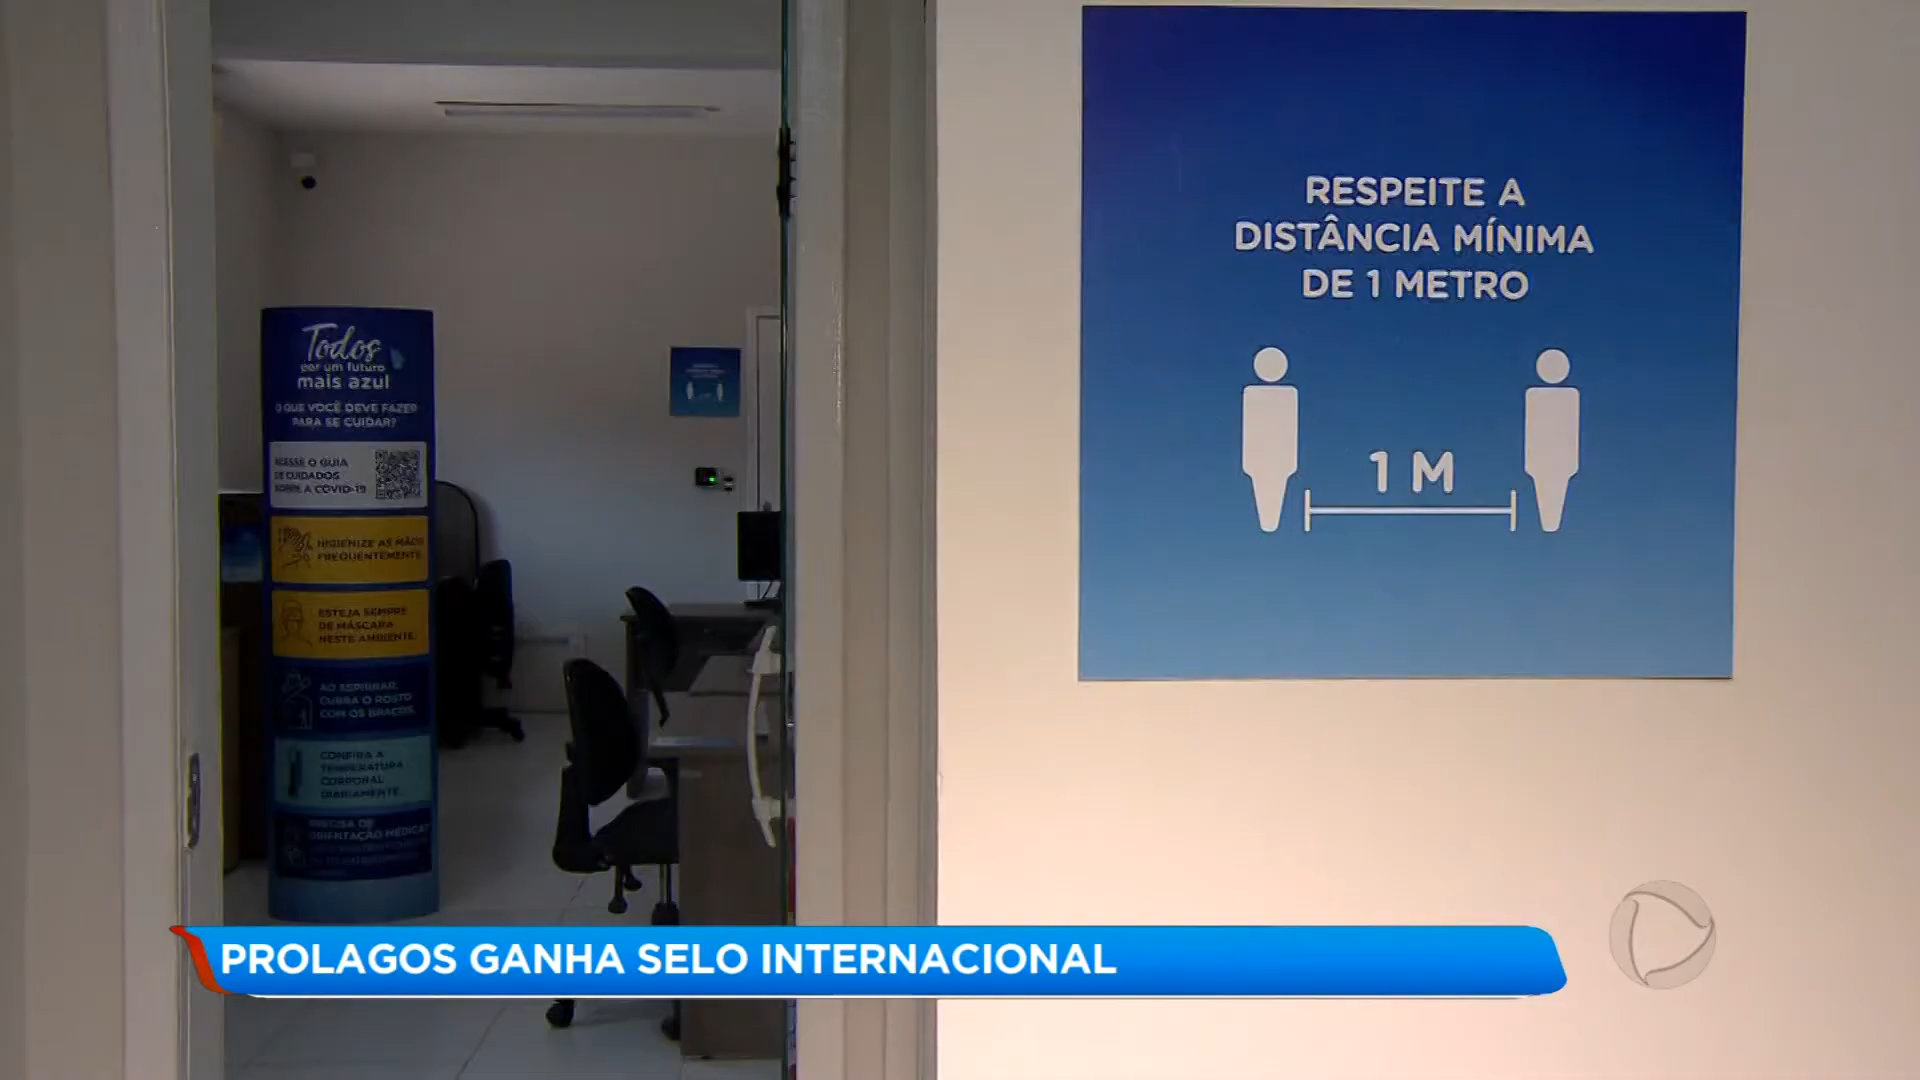 RESPEITE A
DISTÂNCIA MÍNIMA
DE 1 METRO
1 M
Todos
por um futuro
mais azul
O QUE VOCÊ DEVE FAZER
PARA SE CUIDAR?
ACESSE O GUIA
DE CUIDADOS
SOBRE A COVID-19
HIGIENIZE AS MÃOS
FREQUENTEMENTE
ESTEJA SEMPRE
DE MÁSCARA
NESTE AMBIENTE.
AO ESPIRRAR,
CUBRA O ROSTO
COM OS BRAÇOS.
CONFIRA A
TEMPERATURA
CORPORAL
DIARIAMENTE.
PRECISA DE
ORIENTAÇÃO MÉDICA?
PROLAGOS GANHA SELO INTERNACIONAL